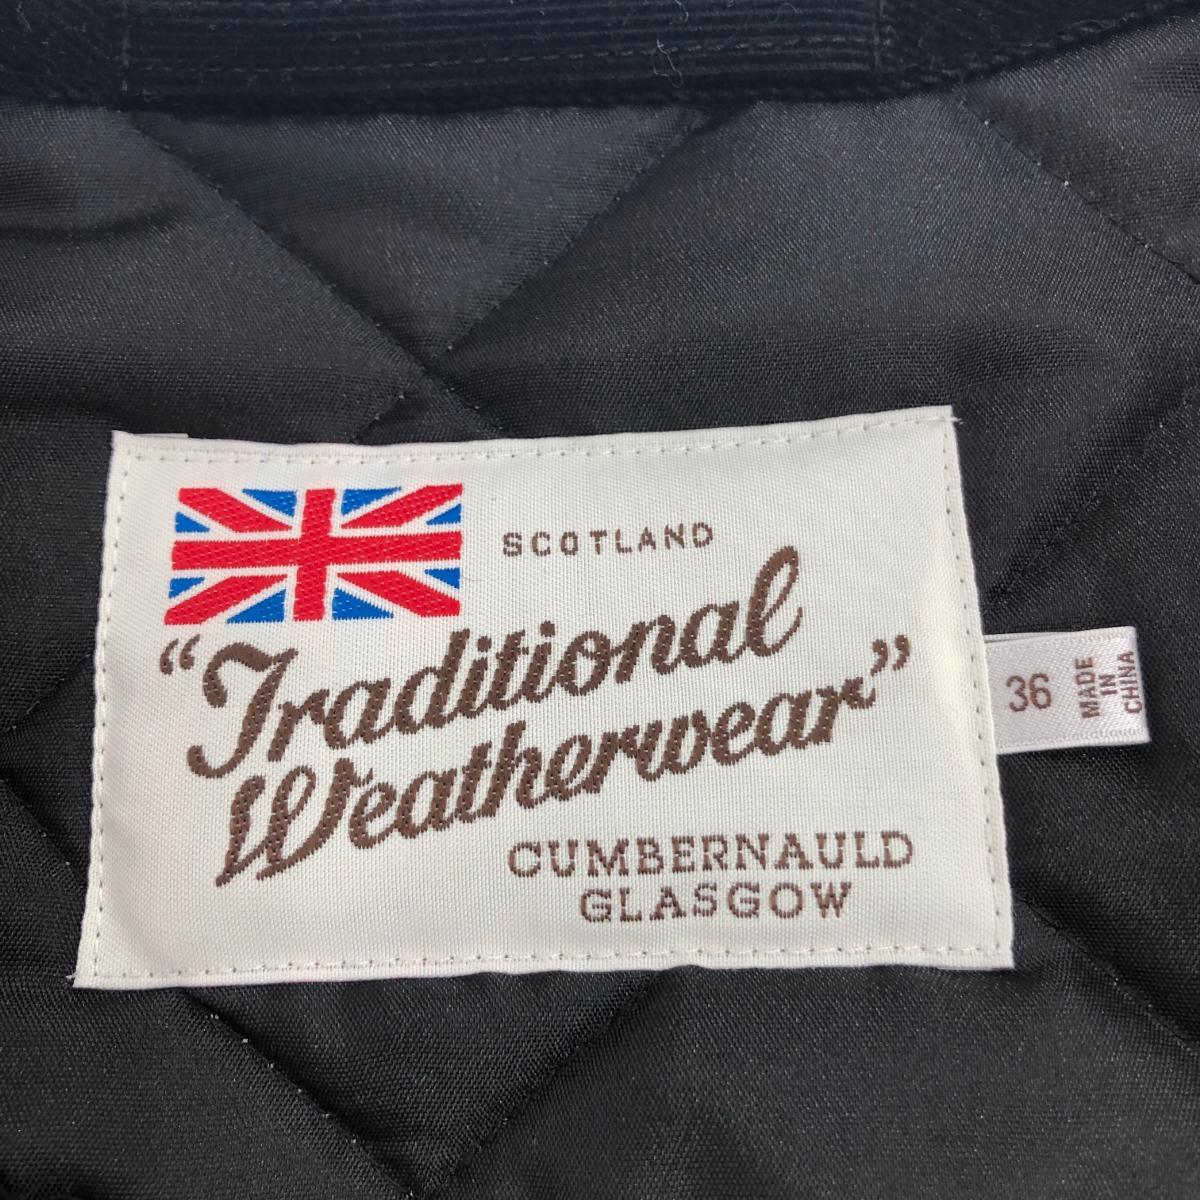 SCOTLAND
“Traditional
Weatherwear”
CUMBERNAULD
GLASGOW
36
MADE
IN
CHINA